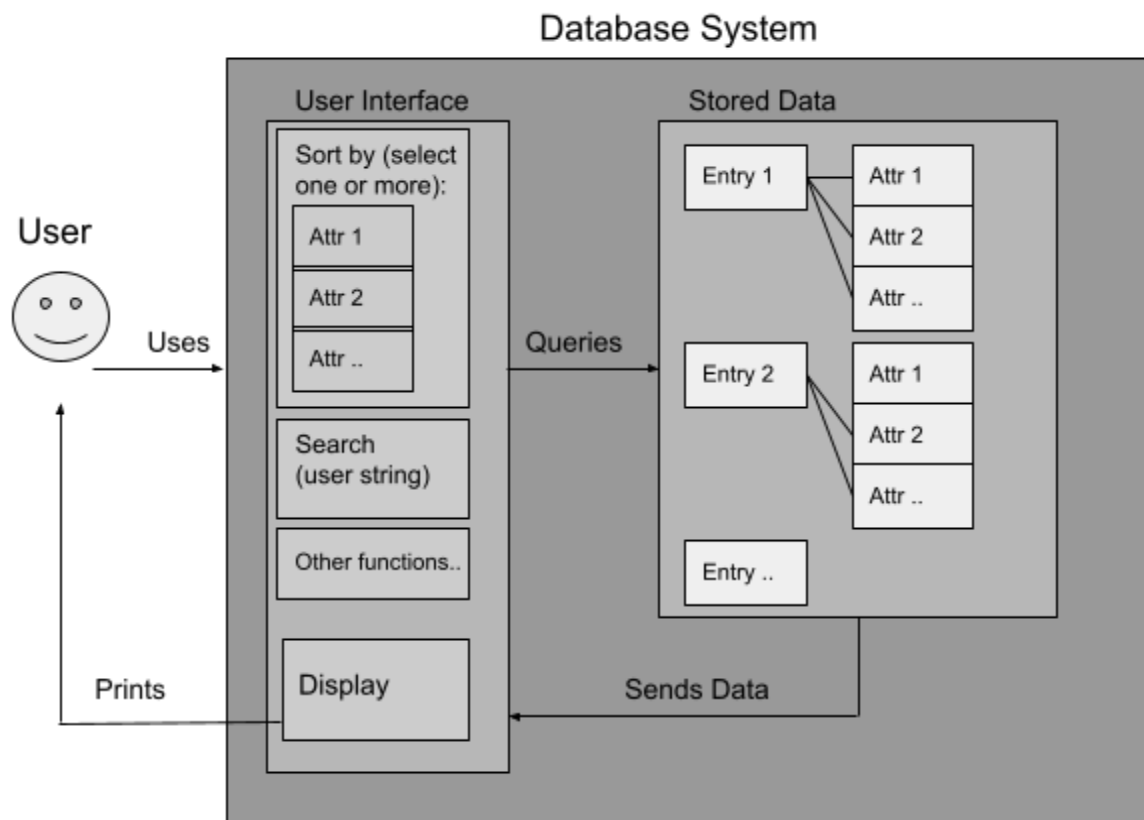 Database System
User Interface
Sort by (select
one or more):
Attr 1
Attr 2
Attr ..
Search
(user string)
Other functions..
Display
Stored Data
Entry 1
Attr 1
Attr 2
Attr ..
Entry 2
Attr 1
Attr 2
Attr ..
Entry ..
User
Uses
Queries
Sends Data
Prints